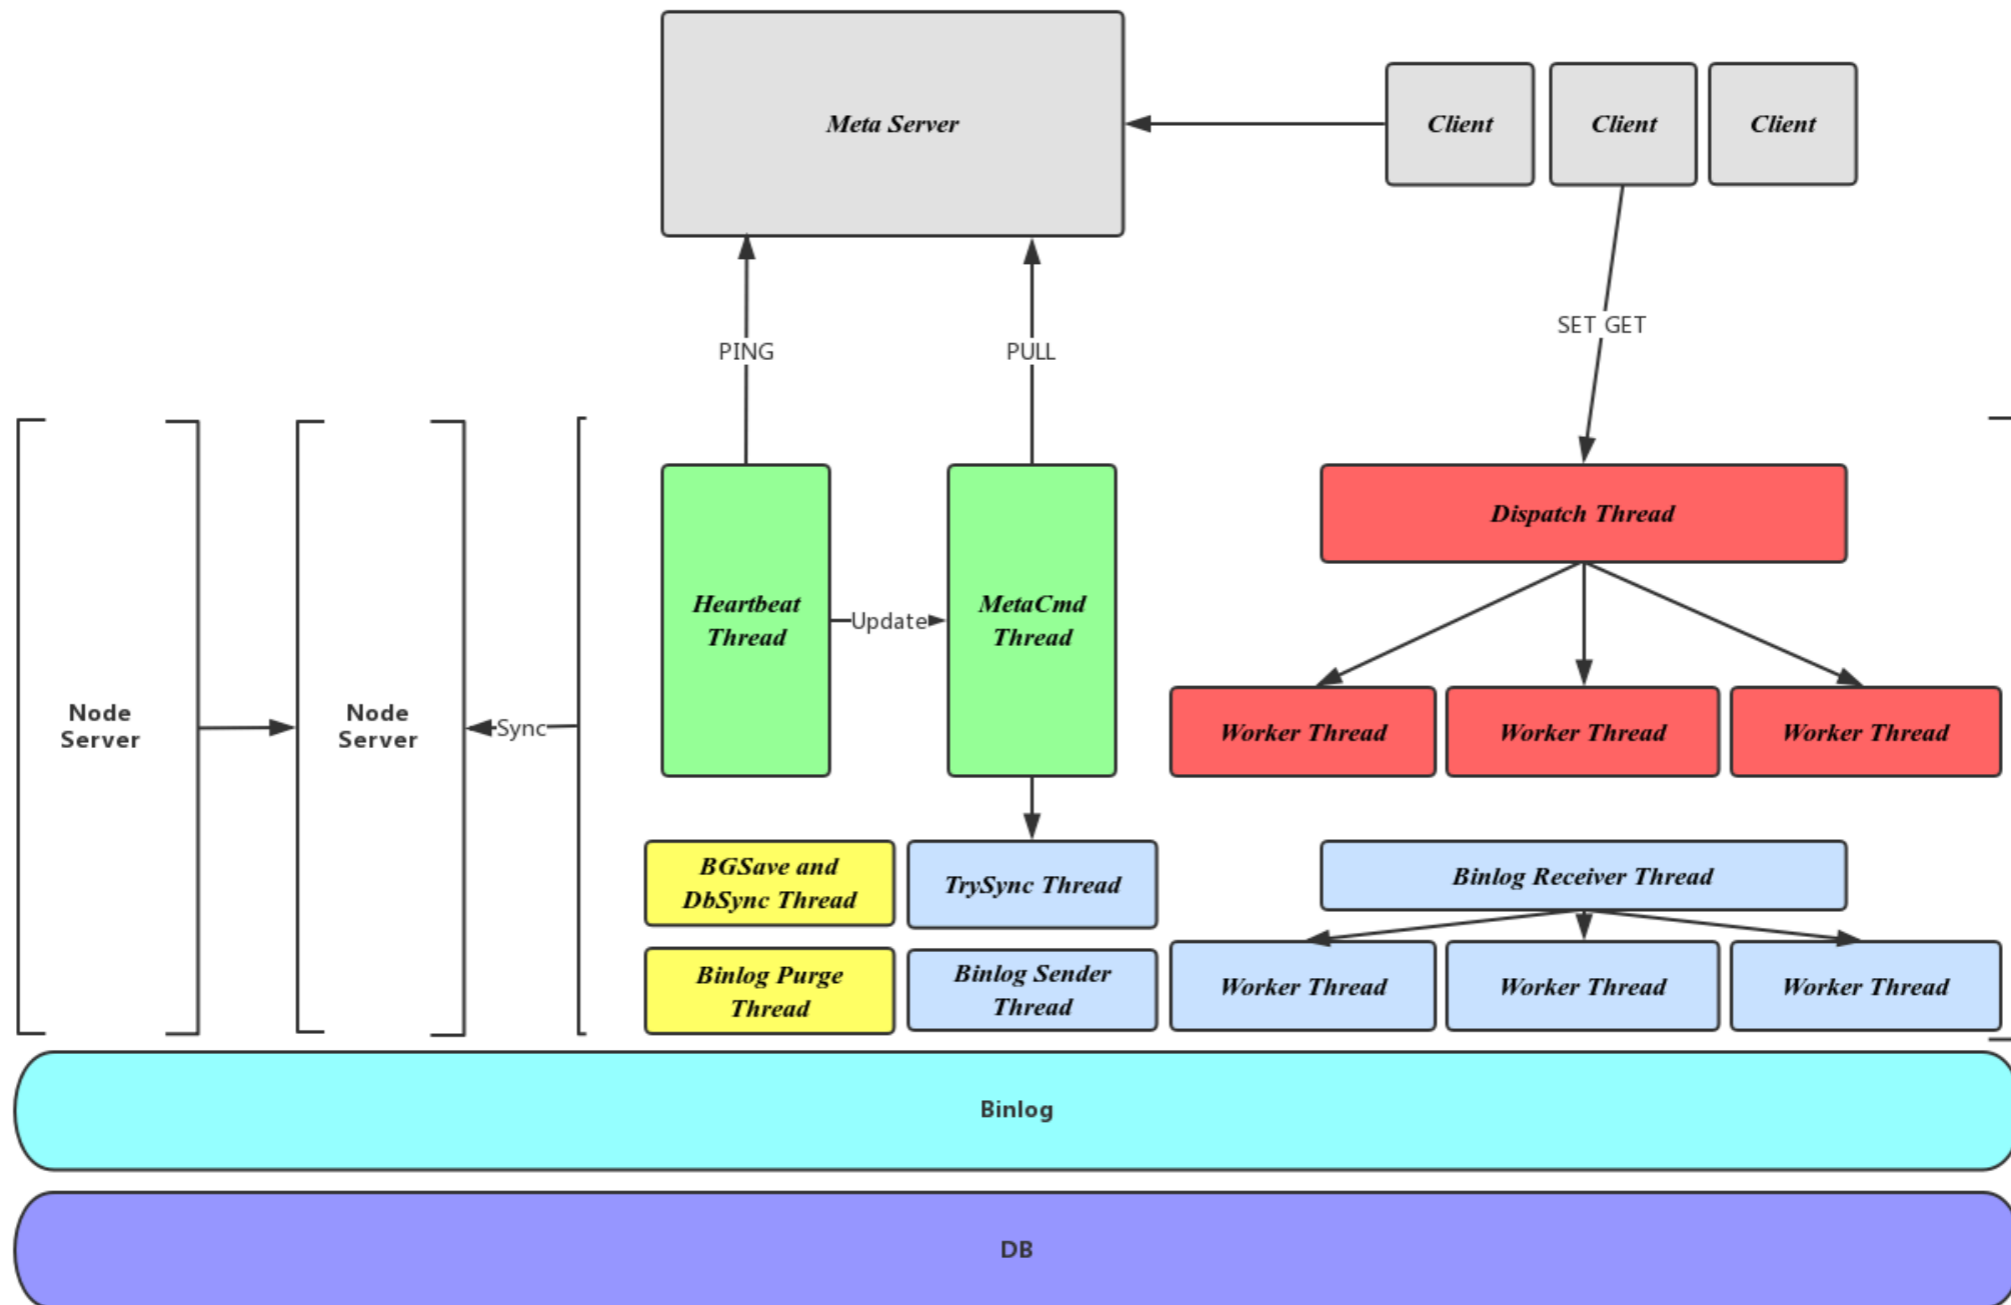 Meta Server
Client
Client
Client
PING
PULL
SET GET
Node
Server
Node
Server
Sync
Heartbeat
Thread
Update
MetaCmd
Thread
Dispatch Thread
Worker Thread
Worker Thread
Worker Thread
BGSave and
DbSync Thread
TrySync Thread
Binlog Receiver Thread
Binlog Purge
Thread
Binlog Sender
Thread
Worker Thread
Worker Thread
Worker Thread
Binlog
DB